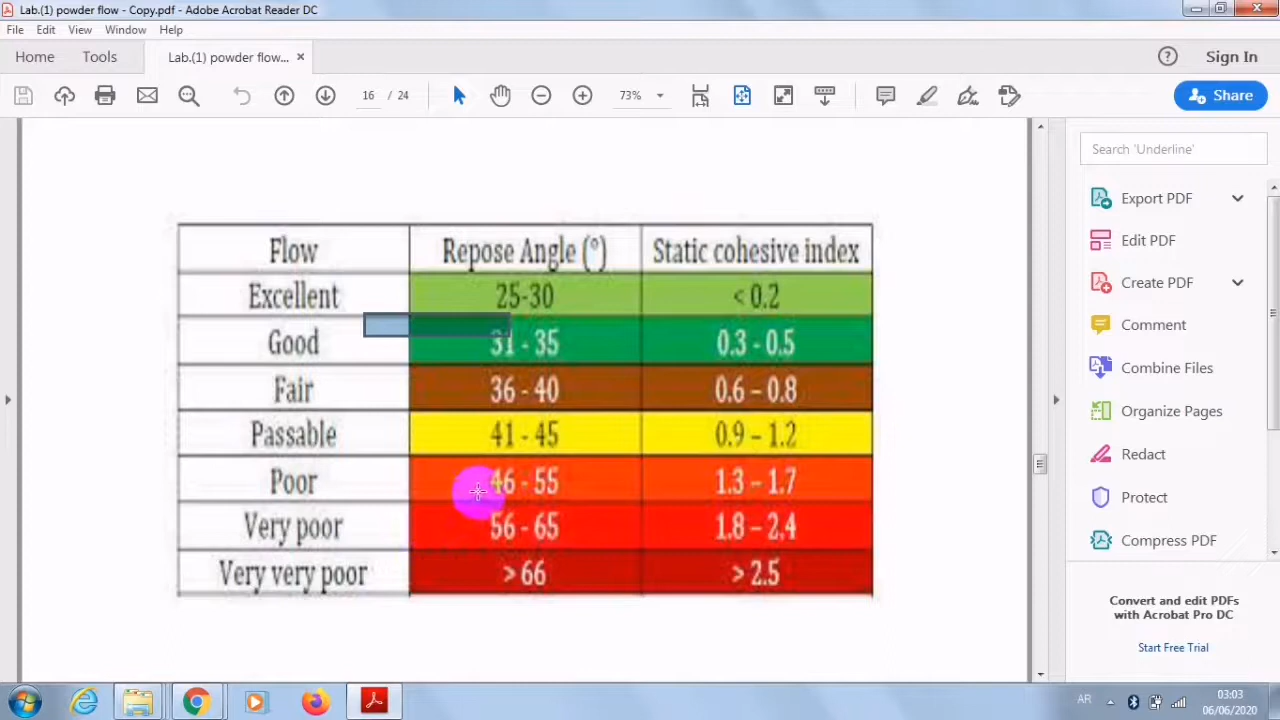 Lab.(1) powder flow - Copy.pdf - Adobe Acrobat Reader DC
File Edit View Window Help
Home Tools Lab.(1) powder flow... × Sign In
16 / 24 73% Share
Search 'Underline'
Export PDF
Edit PDF
Create PDF
Comment
Combine Files
Organize Pages
Redact
Protect
Compress PDF
Convert and edit PDFs
with Acrobat Pro DC
Start Free Trial
Flow Repose Angle (°) Static cohesive index
Excellent 25-30 < 0.2
Good 31 - 35 0.3 - 0.5
Fair 36 - 40 0.6 – 0.8
Passable 41 - 45 0.9 – 1.2
Poor 46 - 55 1.3 – 1.7
Very poor 56 - 65 1.8 – 2.4
Very very poor > 66 > 2.5
AR 03:03
06/06/2020